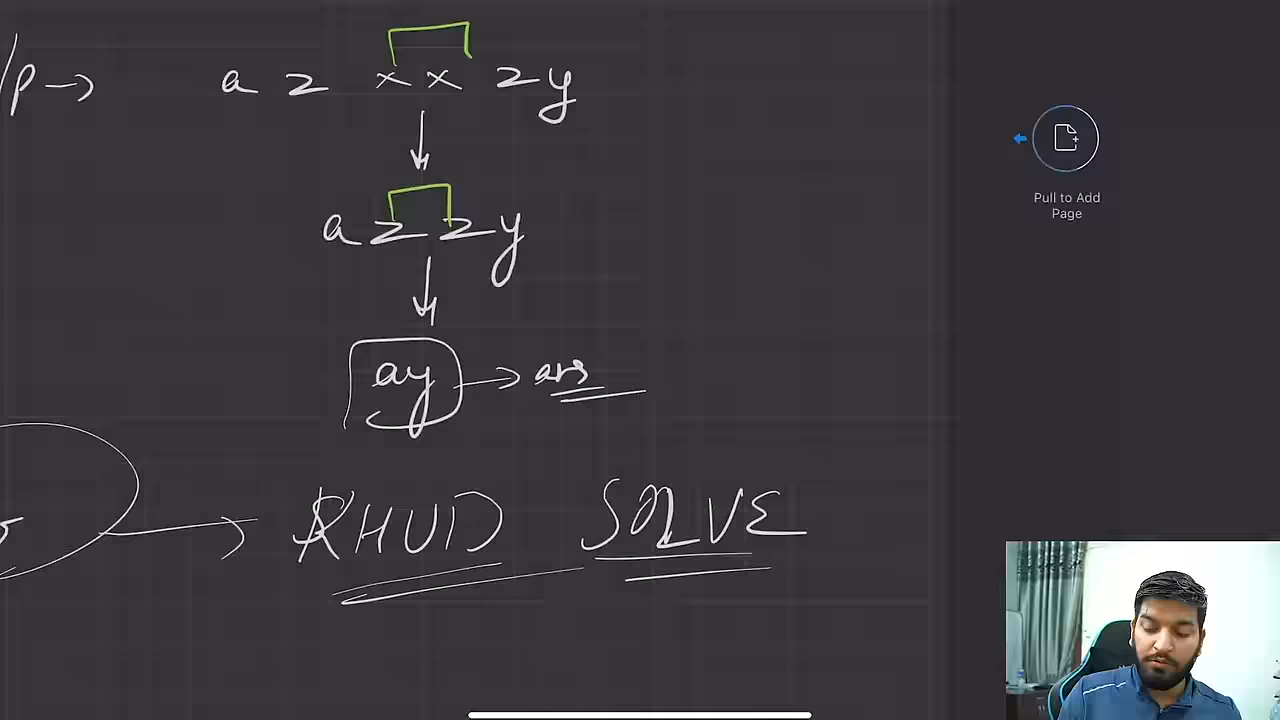 /p → a z x x z y
Pull to Add
Page
a z z y
ay → ans
KHUD SOLVE